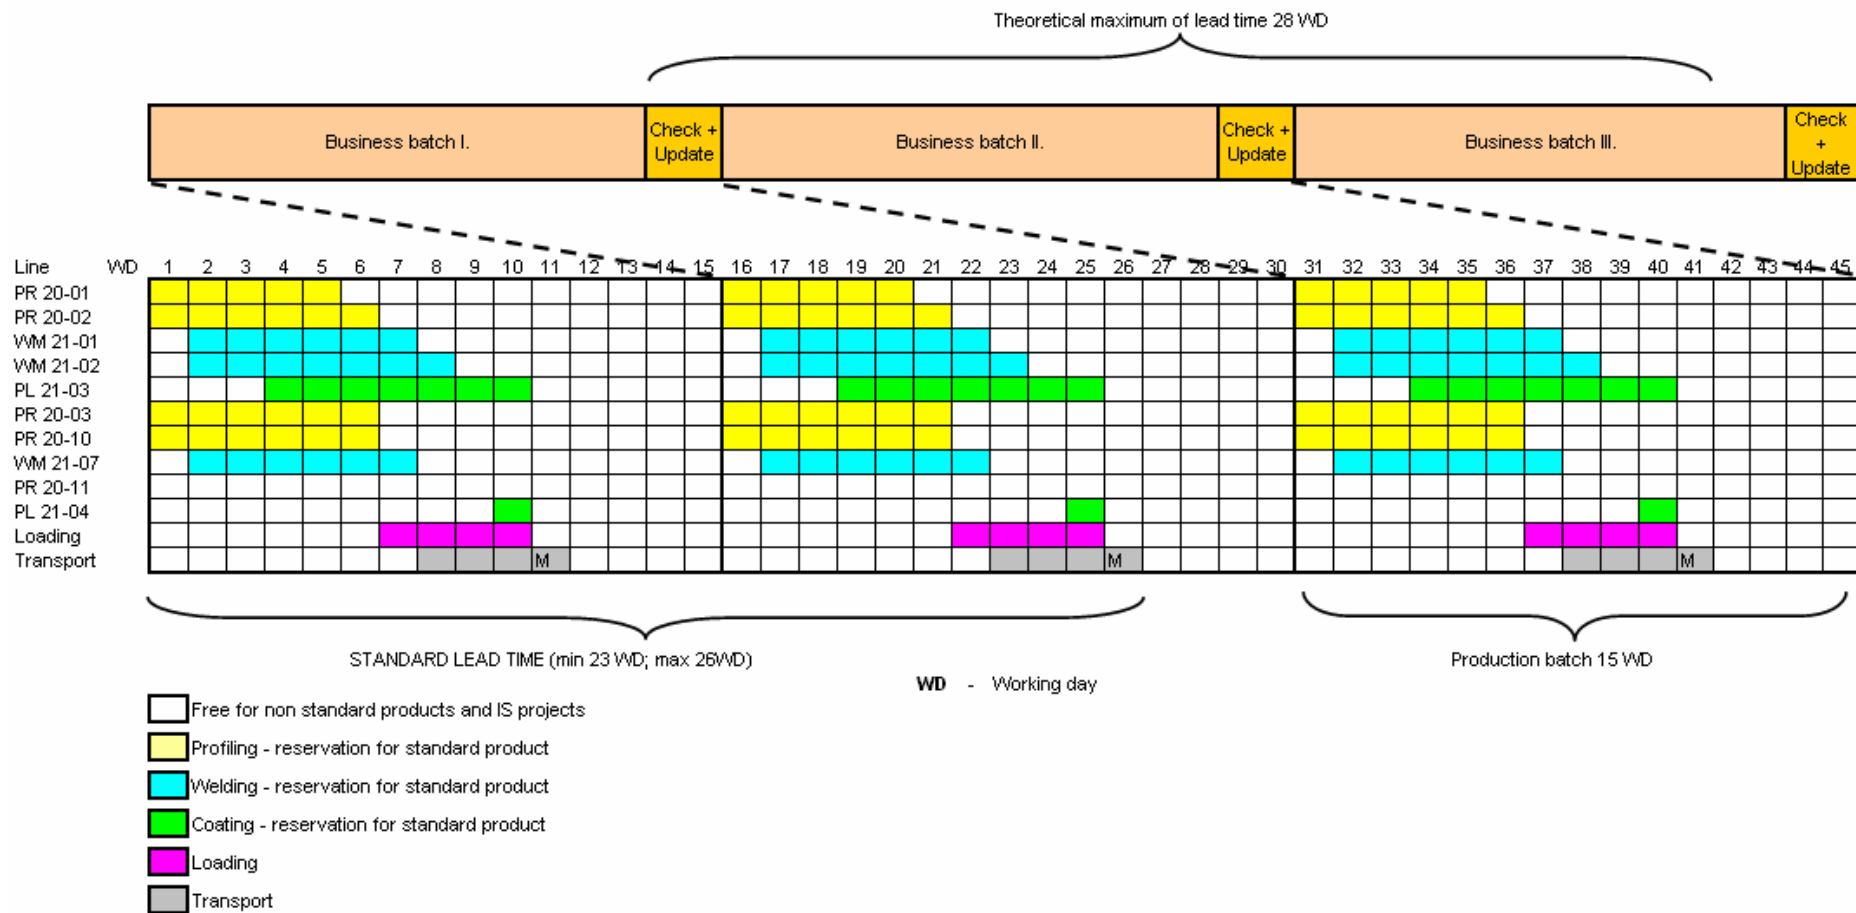 Theoretical maximum of lead time 28 WD
Business batch I.
Check +
Update
Business batch II.
Check +
Update
Business batch III.
Check
+
Update
Line WD 1 2 3 4 5 6 7 8 9 10 11 12 13 14 15 16 17 18 19 20 21 22 23 24 25 26 27 28 29 30 31 32 33 34 35 36 37 38 39 40 41 42 43 44 45
PR 20-01
PR 20-02
WM 21-01
WM 21-02
PL 21-03
PR 20-03
PR 20-10
WM 21-07
PR 20-11
PL 21-04
Loading
Transport M M M
STANDARD LEAD TIME (min 23 WD; max 26WD)
Production batch 15 WD
WD - Working day
Free for non standard products and IS projects
Profiling - reservation for standard product
Welding - reservation for standard product
Coating - reservation for standard product
Loading
Transport